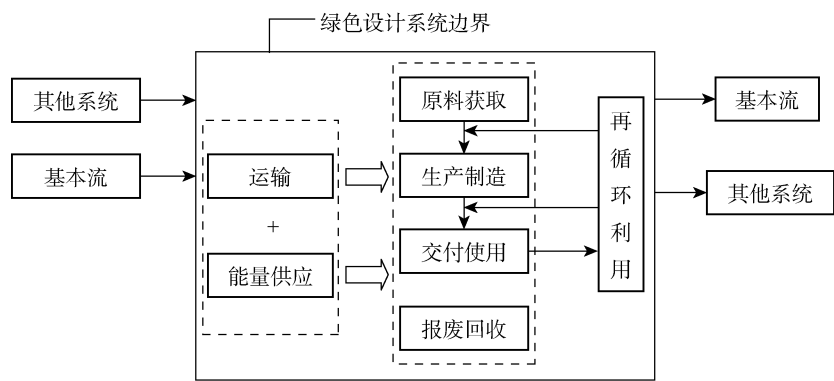 绿色设计系统边界
其他系统
基本流
运输
+
能量供应
原料获取
生产制造
交付使用
报废回收
再循环利用
基本流
其他系统